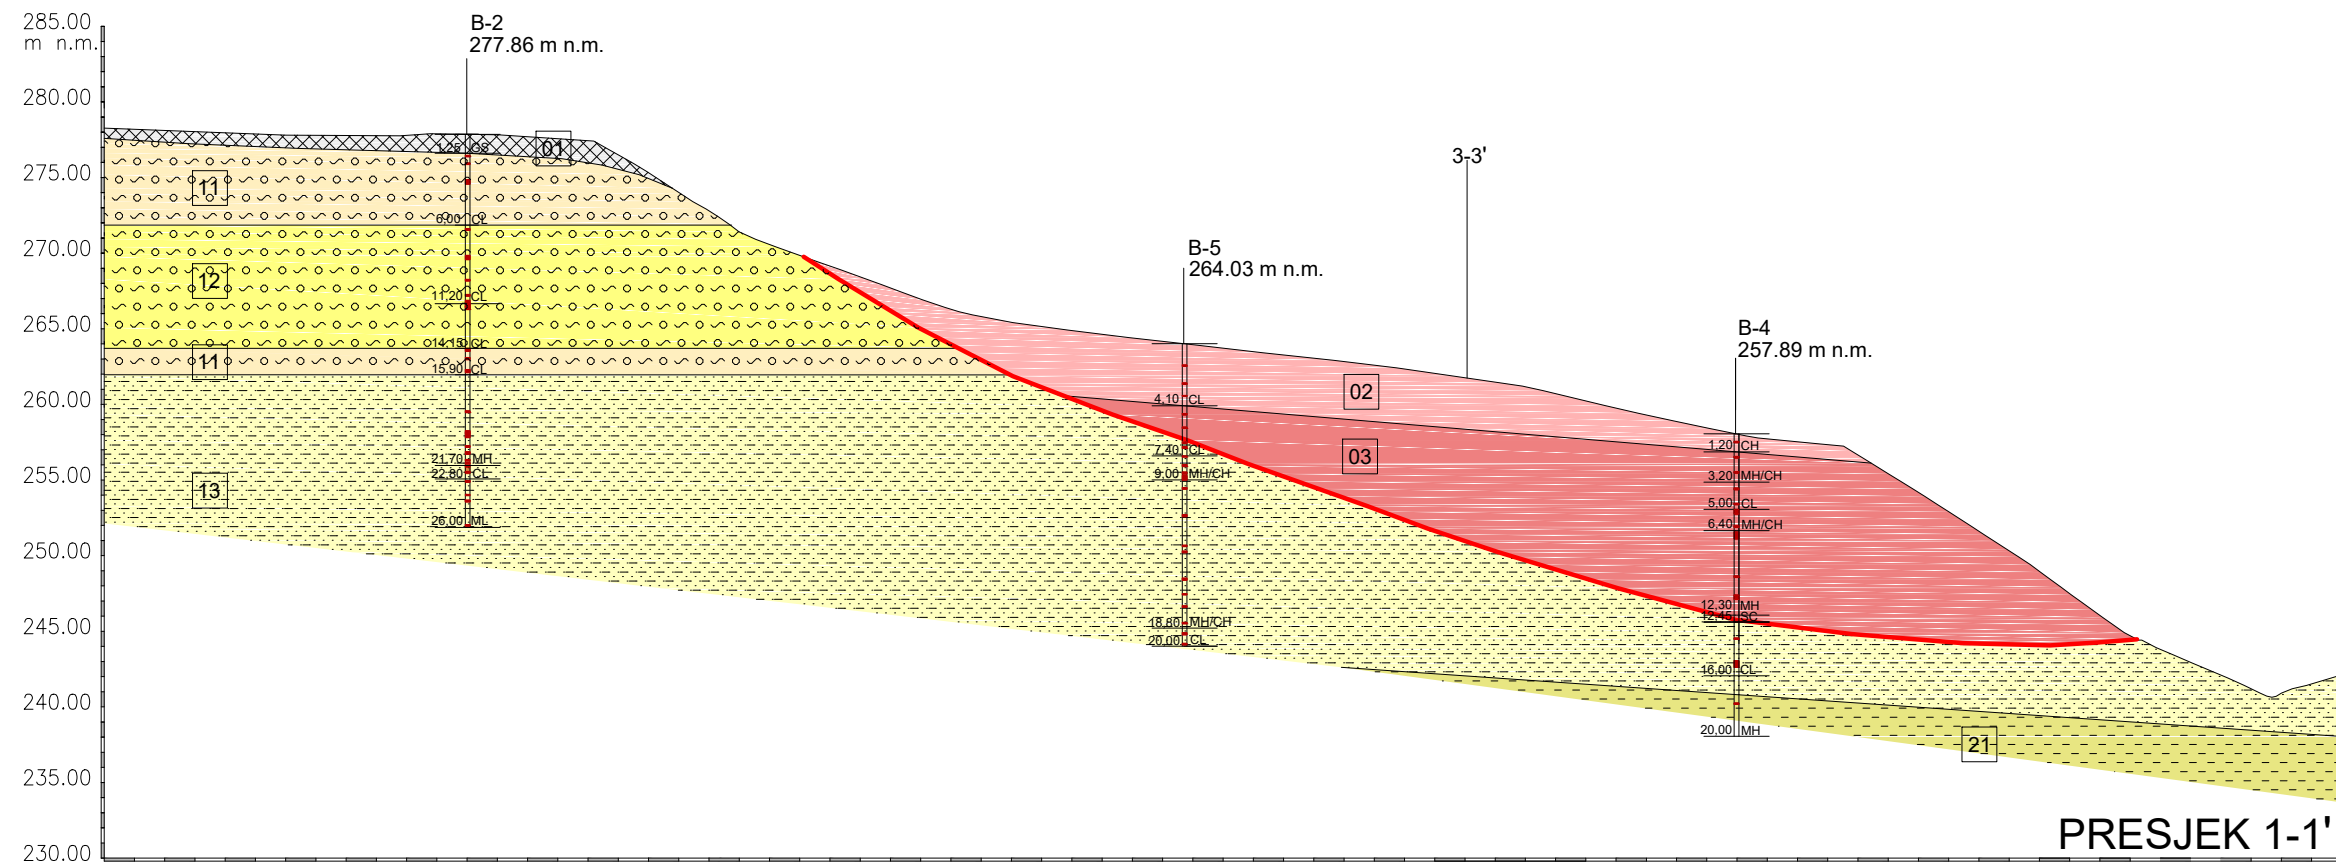 285.00
m n.m.
280.00
275.00
270.00
265.00
260.00
255.00
250.00
245.00
240.00
235.00
230.00
B-2
277.86 m n.m.
1,25 GS
6,00 CL
11,20 CL
14,15 CL
15,90 CL
21,70 MH
22,80 CL
26,00 ML
01
11
12
11
13
B-5
264.03 m n.m.
4,10 CL
7,40 CL
9,00 MH/CH
18,80 MH/CH
20,00 CL
3-3'
02
03
B-4
257.89 m n.m.
1,20 CH
3,20 MH/CH
5,00 CL
6,40 MH/CH
12,30 MH
12,45 SC
16,00 CL
20,00 MH
21
PRESJEK 1-1'